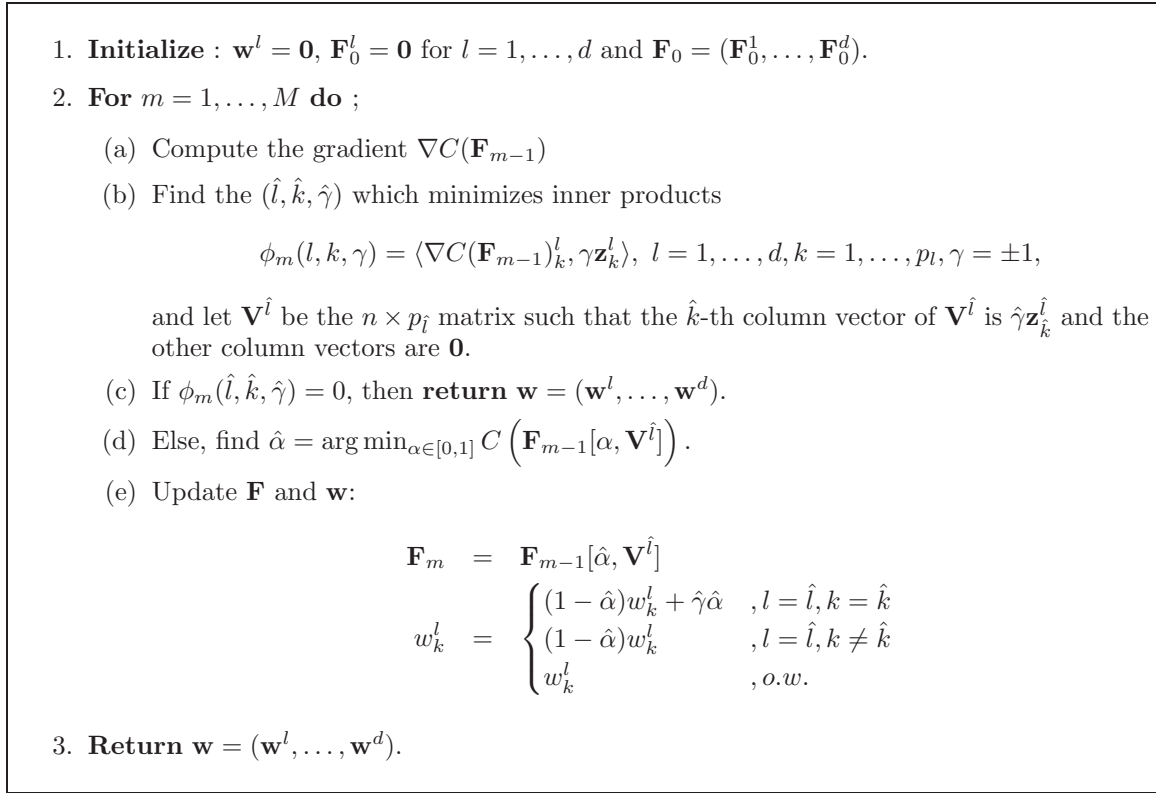 1. Initialize : w^l = 0, F_0^l = 0 for l = 1, . . . , d and F_0 = (F_0^1, . . . , F_0^d).
2. For m = 1, . . . , M do ;
(a) Compute the gradient ∇C(F_{m−1})
(b) Find the (l̂, k̂, γ̂) which minimizes inner products
ϕ_m(l, k, γ) = ⟨∇C(F_{m−1})_k^l, γz_k^l⟩, l = 1, . . . , d, k = 1, . . . , p_l, γ = ±1,
and let V^{l̂} be the n × p_{l̂} matrix such that the k̂-th column vector of V^{l̂} is γ̂z_{k̂}^{l̂} and the
other column vectors are 0.
(c) If ϕ_m(l̂, k̂, γ̂) = 0, then return w = (w^l, . . . , w^d).
(d) Else, find α̂ = arg min_{α∈[0,1]} C (F_{m−1}[α, V^{l̂}]) .
(e) Update F and w:
F_m = F_{m−1}[α̂, V^{l̂}]
w_k^l = { (1 − α̂)w_k^l + γ̂α̂ , l = l̂, k = k̂
(1 − α̂)w_k^l , l = l̂, k ≠ k̂
w_k^l , o.w.
3. Return w = (w^l, . . . , w^d).